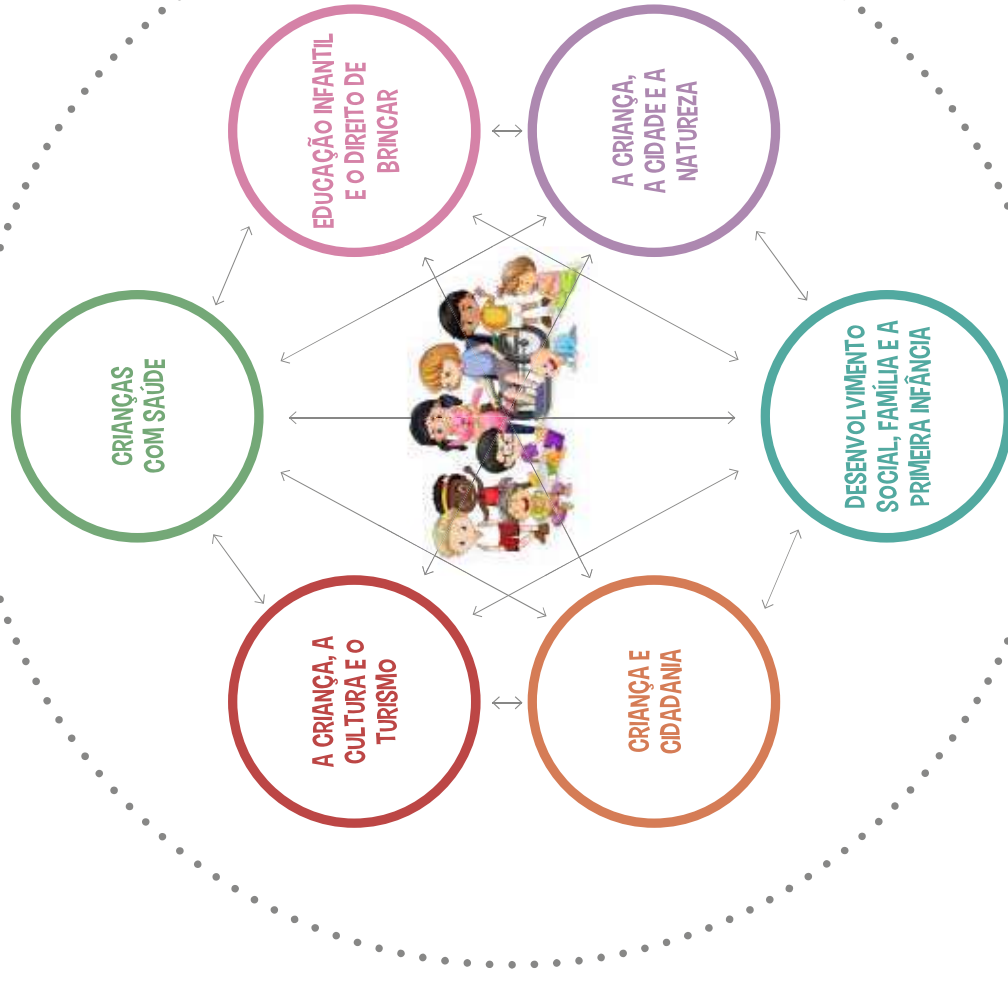 CRIANÇAS
COM SAÚDE
A CRIANÇA, A
CULTURA E O
TURISMO
EDUCAÇÃO INFANTIL
E O DIREITO DE
BRINCAR
CRIANÇA E
CIDADANIA
A CRIANÇA,
A CIDADE E A
NATUREZA
DESENVOLVIMENTO
SOCIAL, FAMÍLIA E A
PRIMEIRA INFÂNCIA